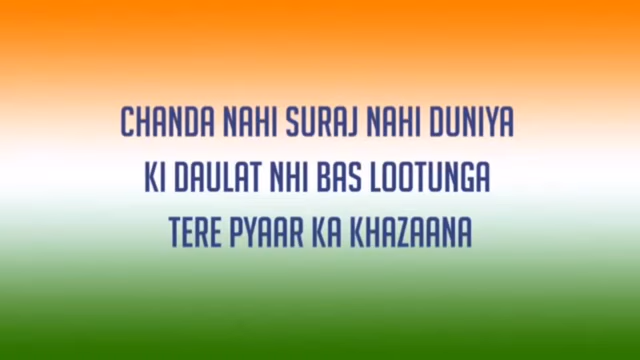 CHANDA NAHI SURAJ NAHI DUNIYA
KI DAULAT NHI BAS LOOTUNGA
TERE PYAAR KA KHAZAANA